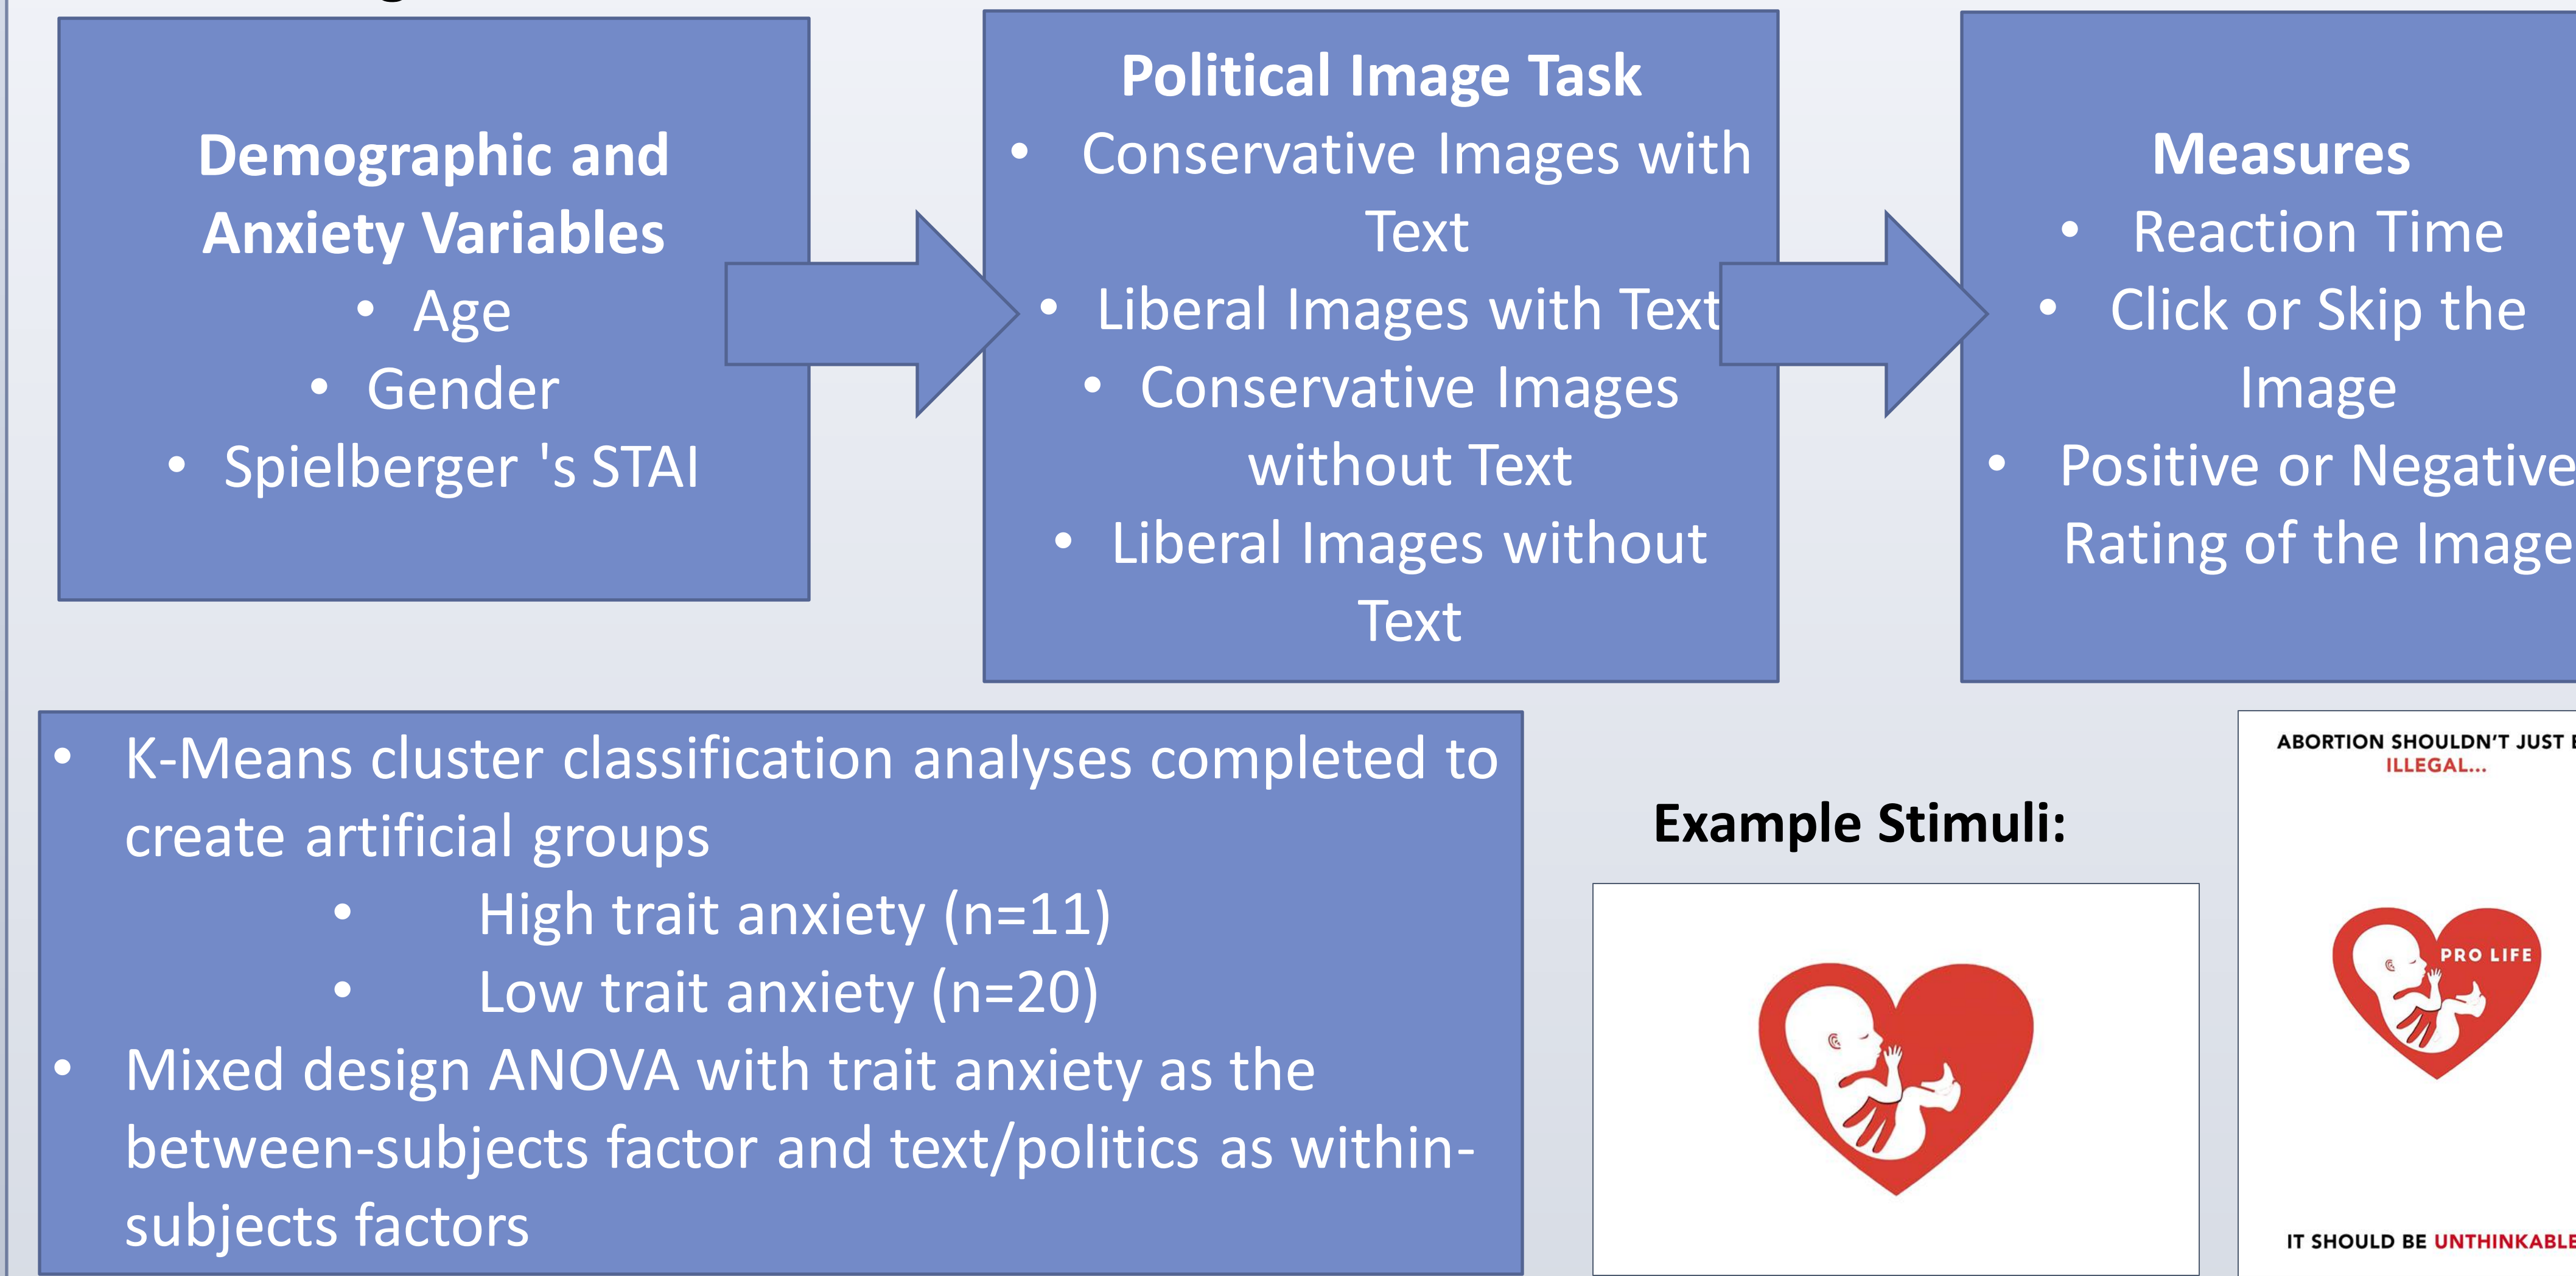 Demographic and
Anxiety Variables
• Age
• Gender
• Spielberger 's STAI
Political Image Task
• Conservative Images with
Text
• Liberal Images with Text
• Conservative Images
without Text
• Liberal Images without
Text
Measures
• Reaction Time
• Click or Skip the
Image
• Positive or Negative
Rating of the Image
• K-Means cluster classification analyses completed to
create artificial groups
• High trait anxiety (n=11)
• Low trait anxiety (n=20)
• Mixed design ANOVA with trait anxiety as the
between-subjects factor and text/politics as within-
subjects factors
Example Stimuli:
ABORTION SHOULDN'T JUST
ILLEGAL...
PRO LIFE
IT SHOULD BE UNTHINKABLE